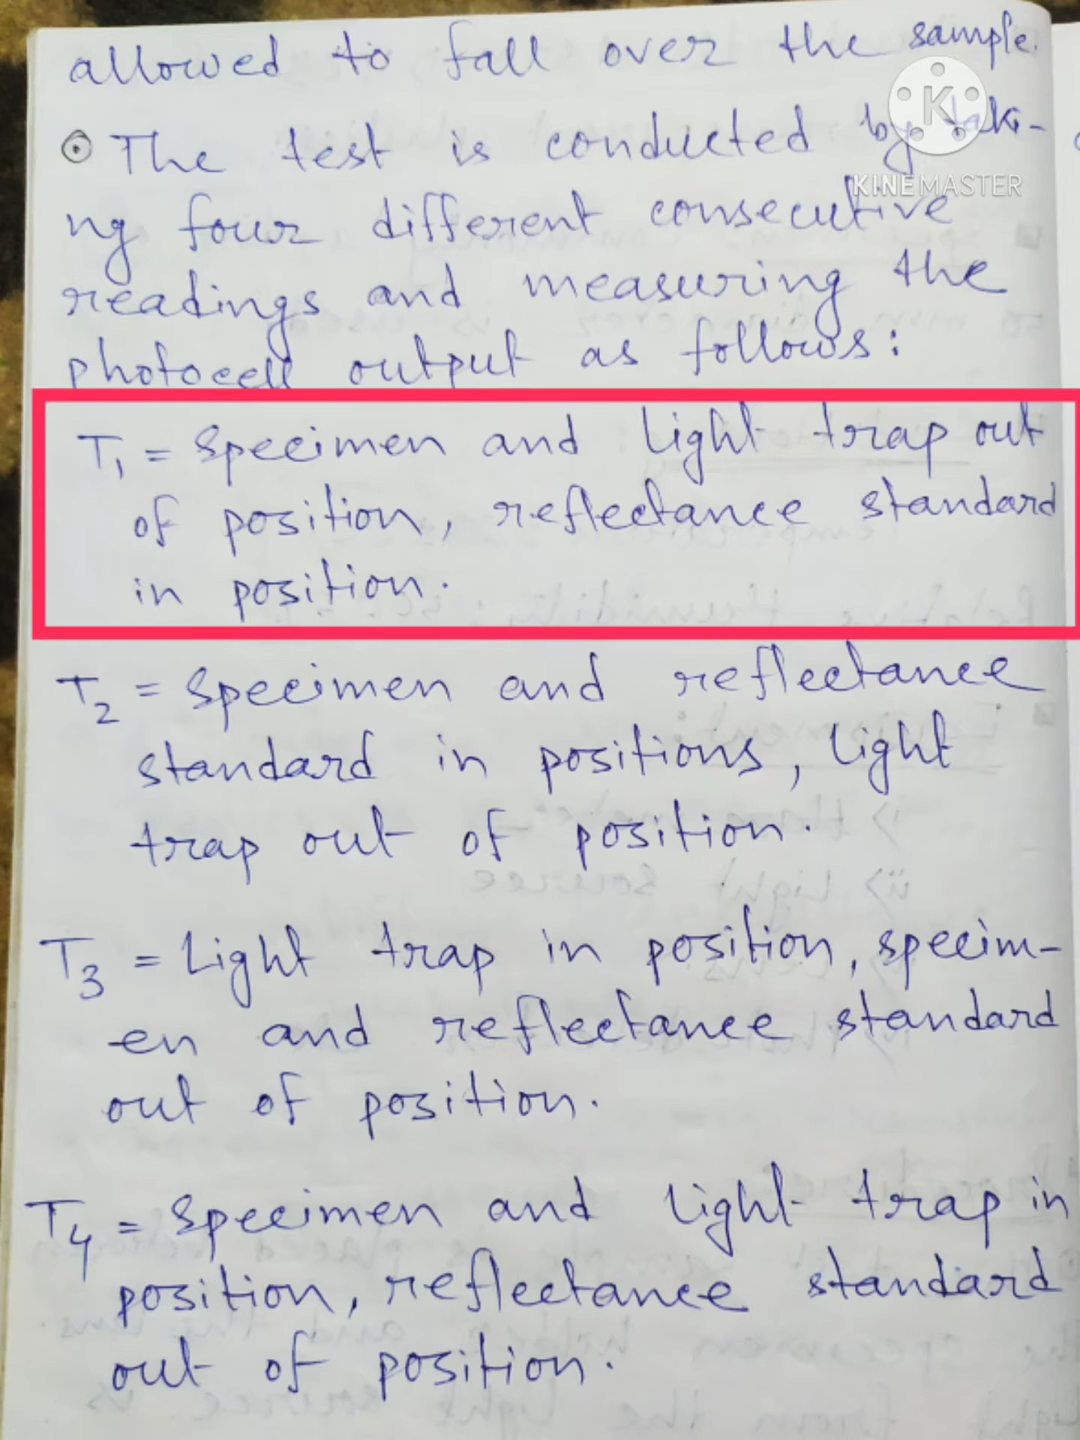 allowed to fall over the sample.
K
⊙ The test is conducted by taki-
KINEMASTER
ng four different consecutive
readings and measuring the
photocell output as follows:
T1 = Specimen and Light trap out
of position, reflectance standard
in position.
T2 = Specimen and reflectance
standard in positions, light
trap out of position.
T3 = Light trap in position, specim-
en and reflectance standard
out of position.
T4 = Specimen and light trap in
position, reflectance standard
out of position.